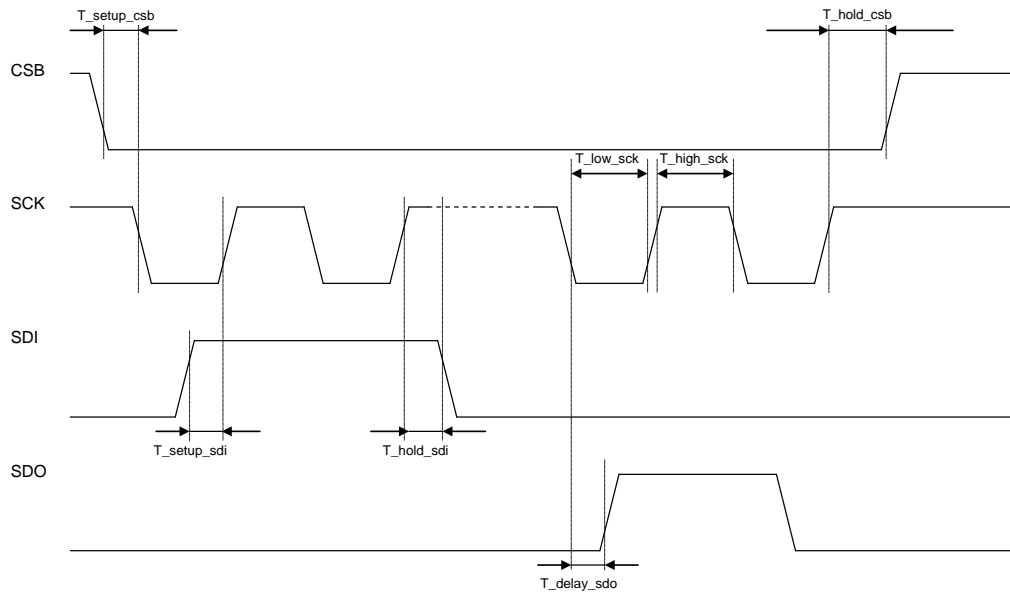 T_setup_csb
T_hold_csb
CSB
T_low_sck
T_high_sck
SCK
SDI
T_setup_sdi
T_hold_sdi
SDO
T_delay_sdo